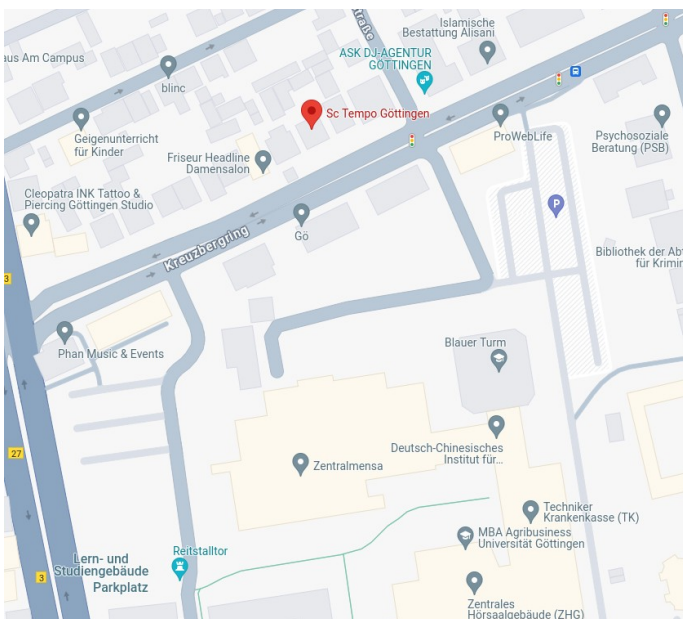 Islamische
Bestattung Alisani
traße
aus Am Campus
ASK DJ-AGENTUR
GÖTTINGEN
blinc
Sc Tempo Göttingen
Geigenunterricht
für Kinder
ProWebLife
Psychosoziale
Beratung (PSB)
Friseur Headline
Damensalon
Cleopatra INK Tattoo &
Piercing Göttingen Studio
P
Gö
Kreuzbergring
Bibliothek der Abt
für Krimin
3
Blauer Turm
Phan Music & Events
Deutsch-Chinesisches
Institut für...
27
Zentralmensa
Techniker
Krankenkasse (TK)
MBA Agribusiness
Universität Göttingen
Reitstalltor
Lern- und
Studiengebäude
Parkplatz
3
Zentrales
Hörsaalgebäude (ZHG)